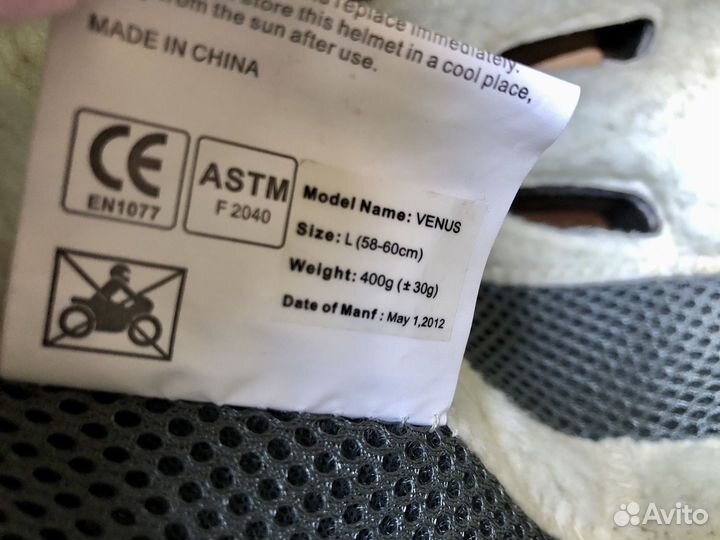 replace immediately.
store this helmet in a cool place,
from the sun after use.
MADE IN CHINA
CE
EN1077
ASTM
F 2040
Model Name: VENUS
Size: L (58-60cm)
Weight: 400g (± 30g)
Date of Manf : May 1,2012
Avito